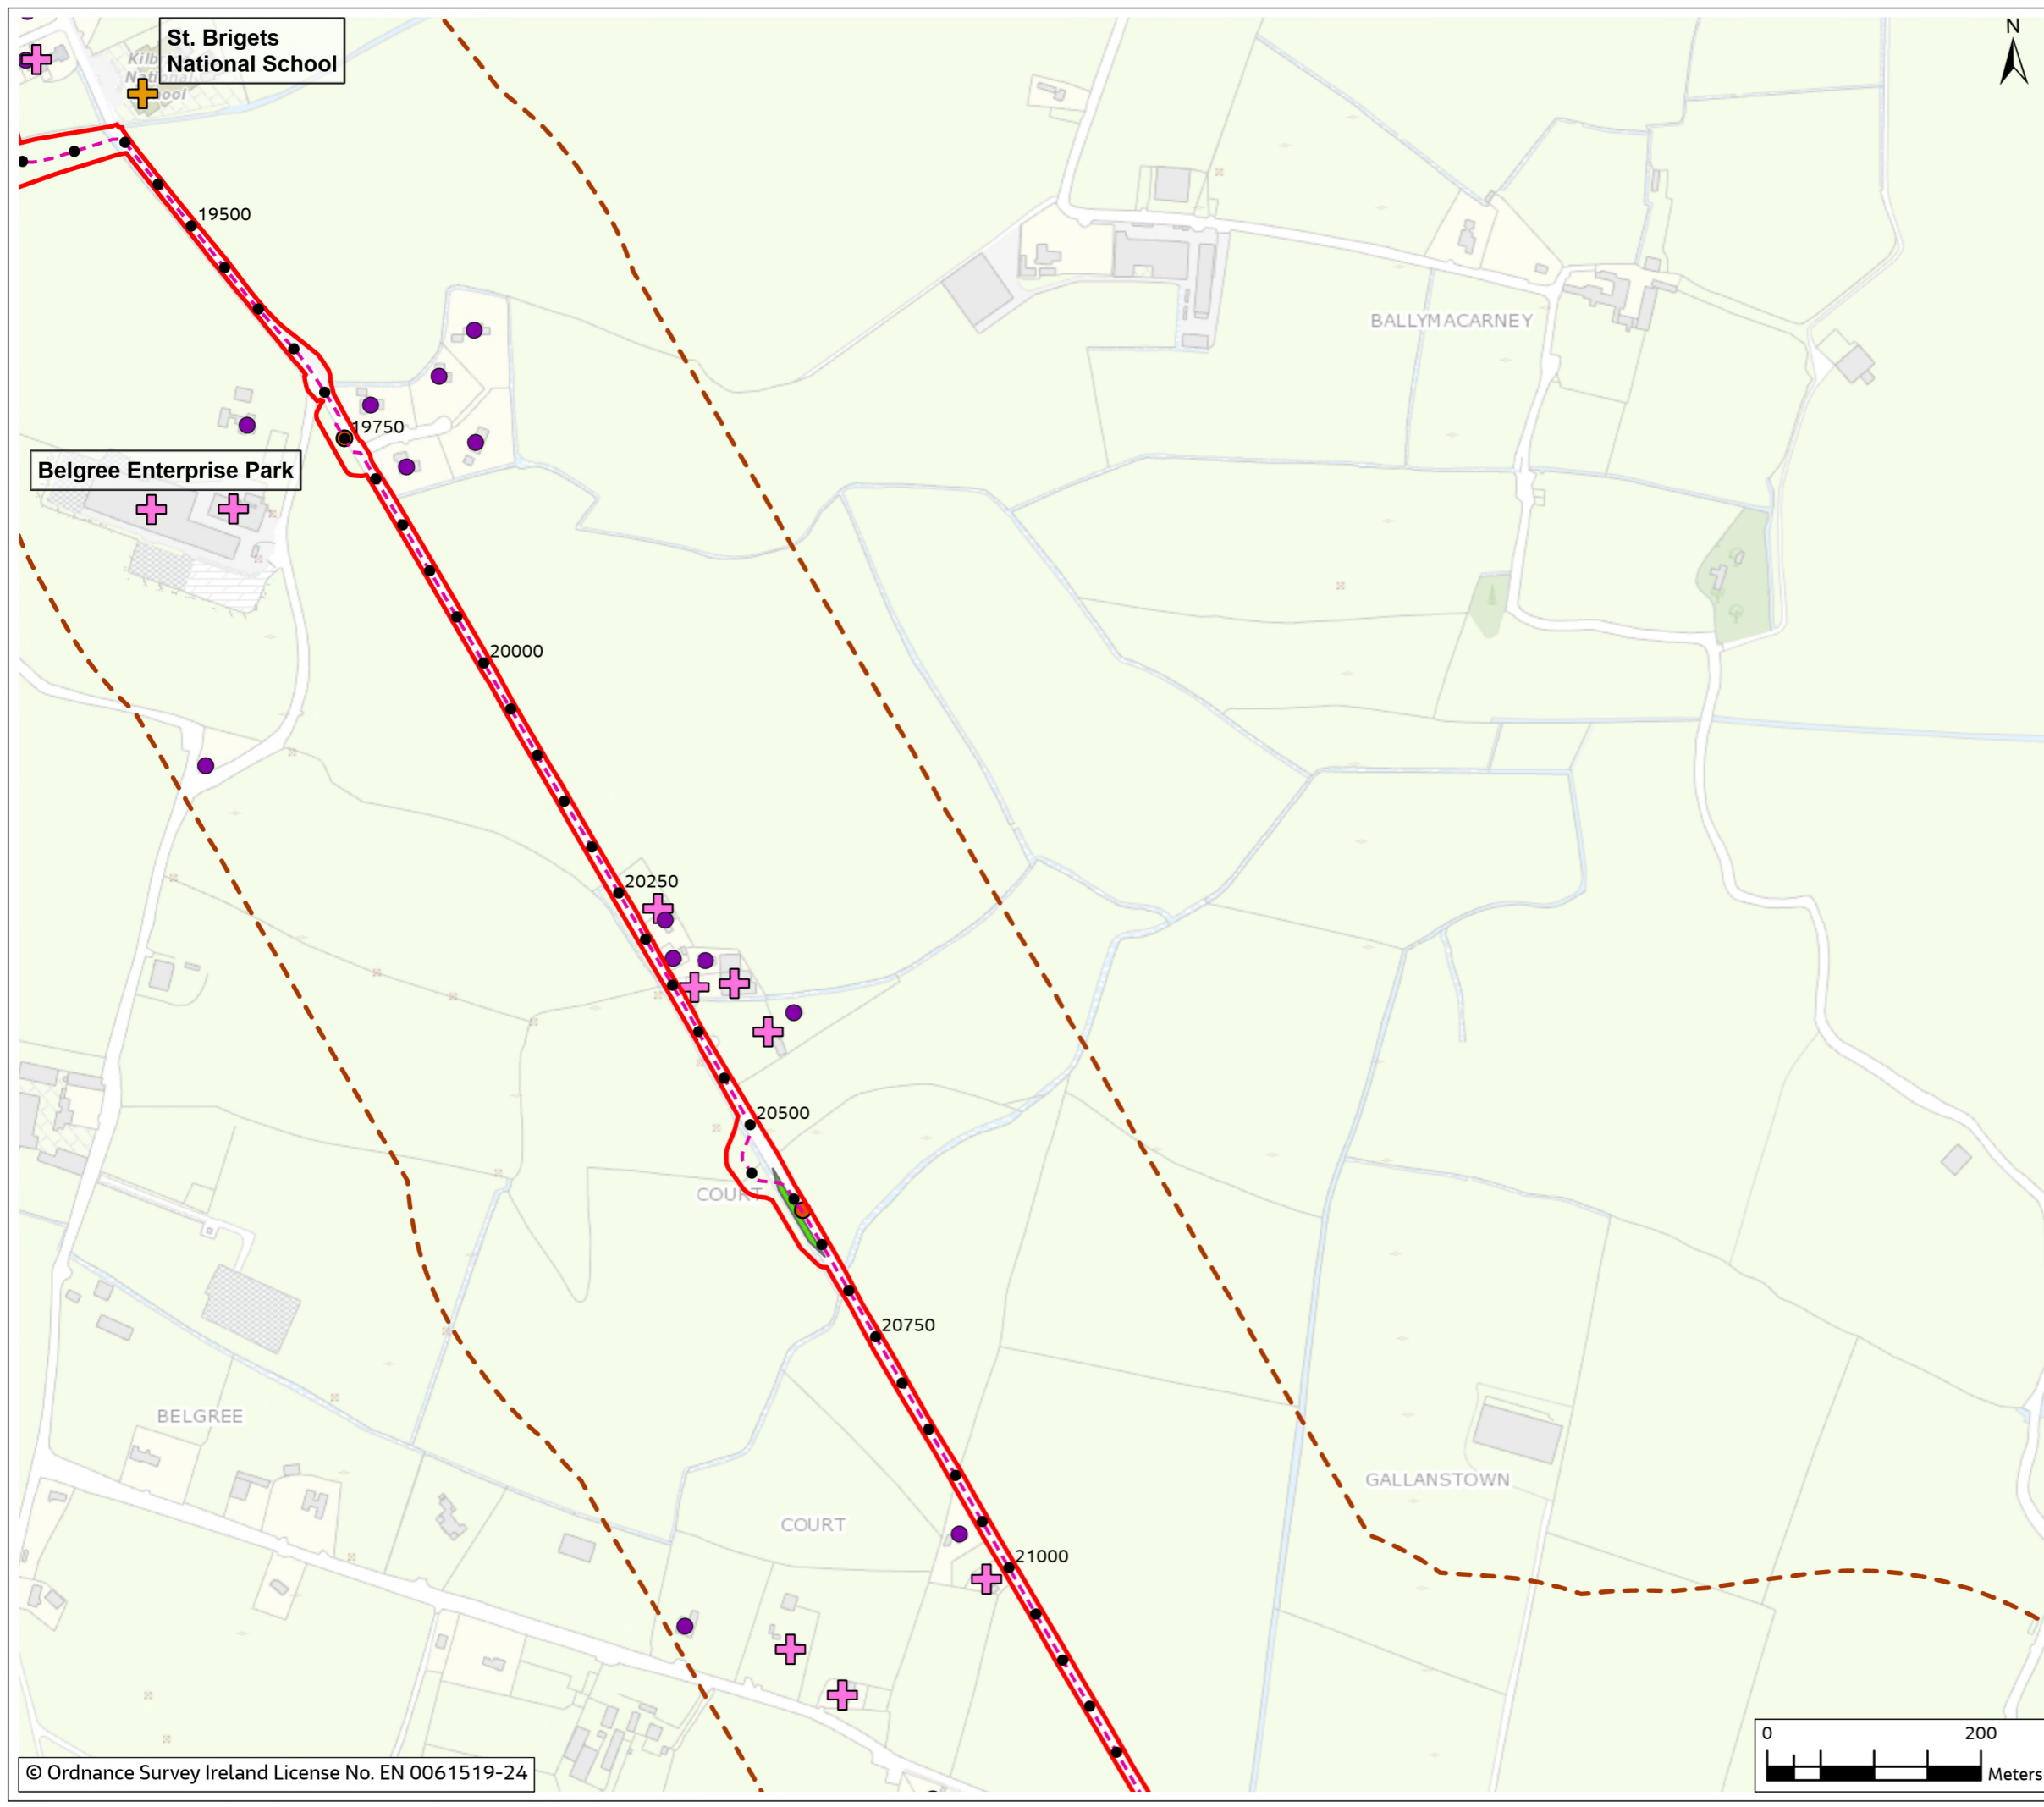 St. Brigets
National School
N
19500
BALLYMACARNEY
19750
Belgree Enterprise Park
20000
20250
20500
COURT
20750
BELGREE
GALLANSTOWN
COURT
21000
0 200
Meters
© Ordnance Survey Ireland License No. EN 0061519-24